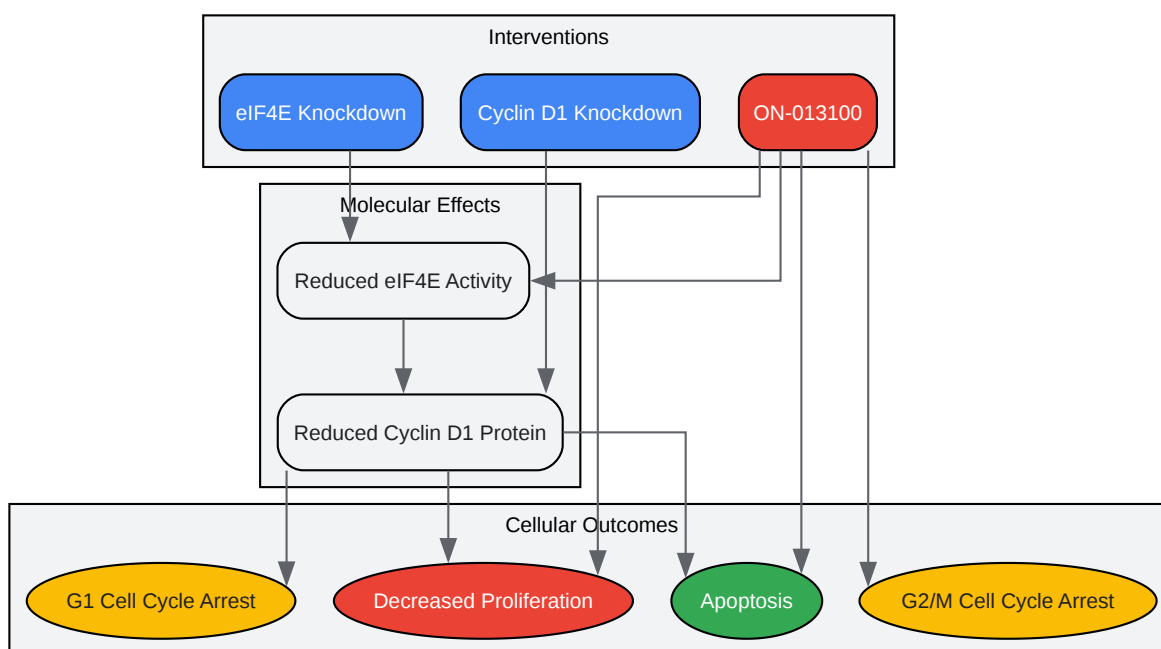 Interventions
eIF4E Knockdown
Cyclin D1 Knockdown
ON-013100
Molecular Effects
Reduced eIF4E Activity
Reduced Cyclin D1 Protein
Cellular Outcomes
G1 Cell Cycle Arrest
Decreased Proliferation
Apoptosis
G2/M Cell Cycle Arrest